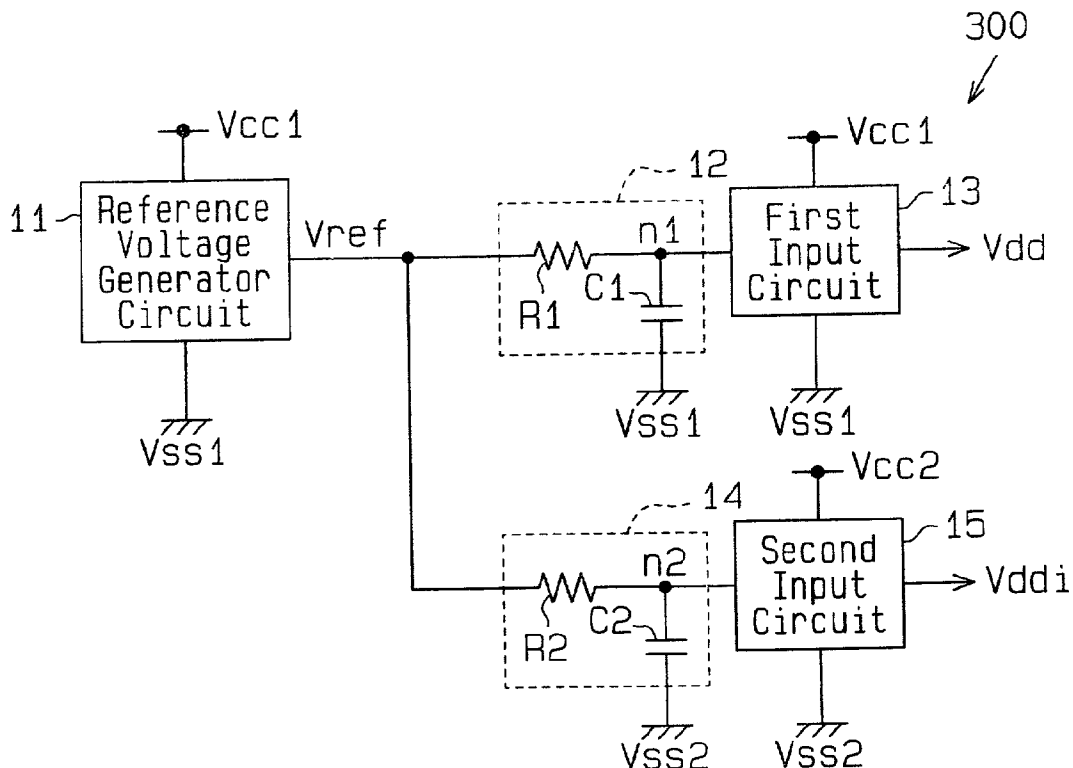 300
Vcc1
11
Reference
Voltage
Generator
Circuit
Vref
Vss1
12
R1
n1
C1
Vss1
Vcc1
13
First
Input
Circuit
Vdd
Vss1
14
R2
n2
C2
Vss2
Vcc2
15
Second
Input
Circuit
Vddi
Vss2